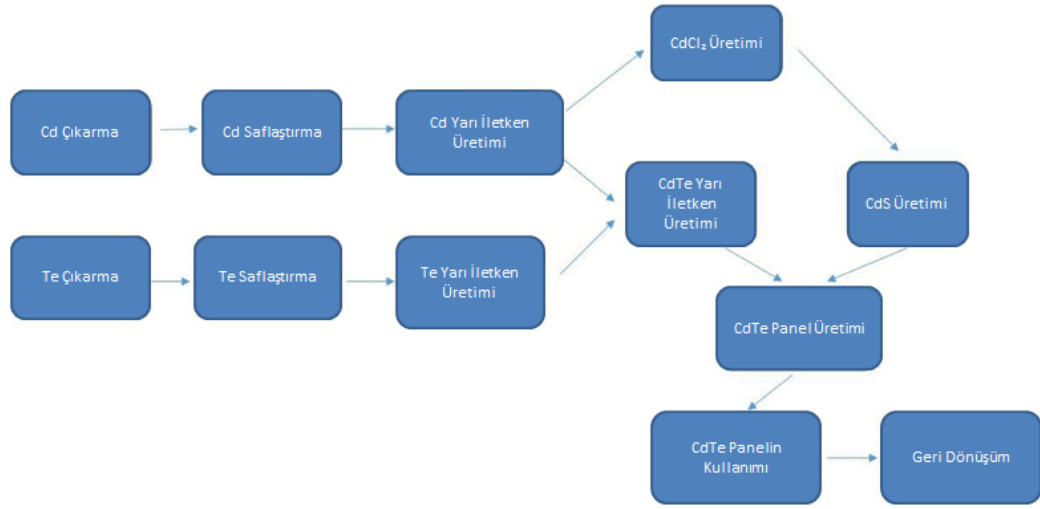 CdCl₂ Üretimi
Cd Çıkarma
Cd Saflaştırma
Cd Yarı İletken
Üretimi
CdTe Yarı
İletken
Üretimi
CdS Üretimi
Te Çıkarma
Te Saflaştırma
Te Yarı İletken
Üretimi
CdTe Panel Üretimi
CdTe Panelin
Kullanımı
Geri Dönüşüm